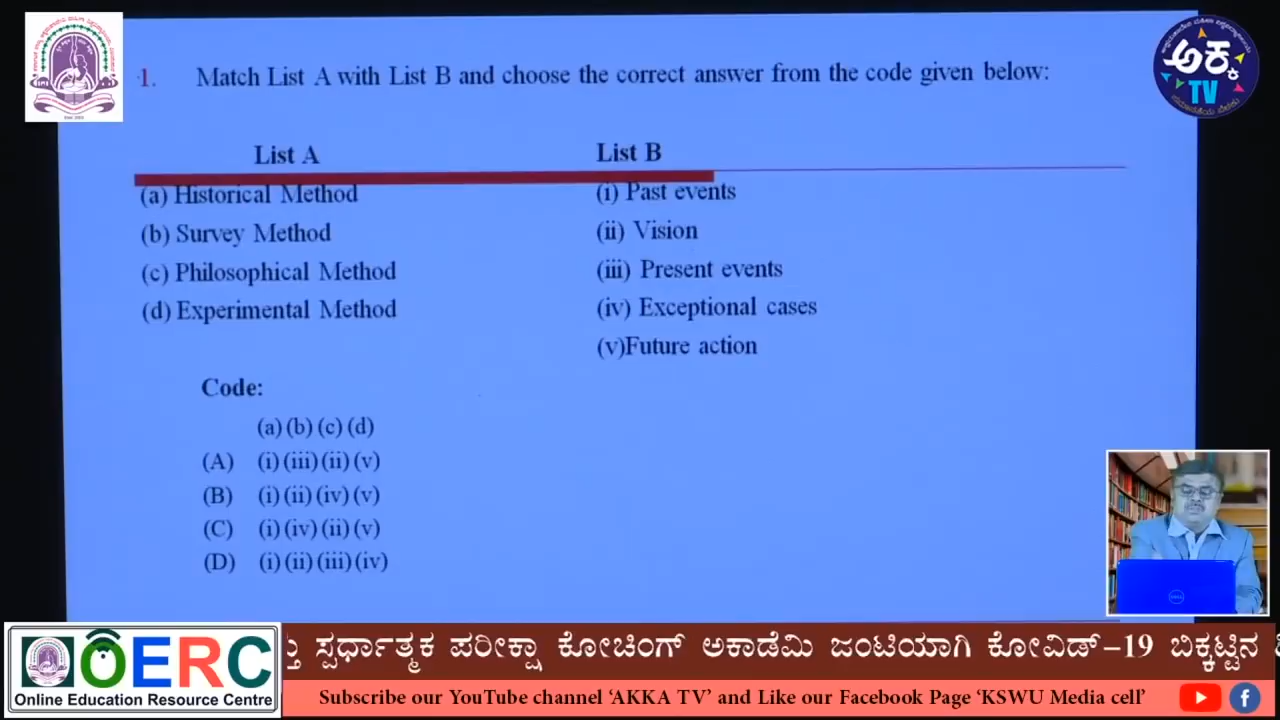 1. Match List A with List B and choose the correct answer from the code given below:
List A List B
(a) Historical Method (i) Past events
(b) Survey Method (ii) Vision
(c) Philosophical Method (iii) Present events
(d) Experimental Method (iv) Exceptional cases
(v)Future action
Code:
(a) (b) (c) (d)
(A) (i) (iii) (ii) (v)
(B) (i) (ii) (iv) (v)
(C) (i) (iv) (ii) (v)
(D) (i) (ii) (iii) (iv)
ಅಕ್ಕ
TV
DELL
OERC
Online Education Resource Centre
ಸ್ಪರ್ಧಾತ್ಮಕ ಪರೀಕ್ಷಾ ಕೋಚಿಂಗ್ ಅಕಾಡೆಮಿ ಜಂಟಿಯಾಗಿ ಕೋವಿಡ್-19 ಬಿಕ್ಕಟ್ಟಿನ
Subscribe our YouTube channel ‘AKKA TV’ and Like our Facebook Page ‘KSWU Media cell’